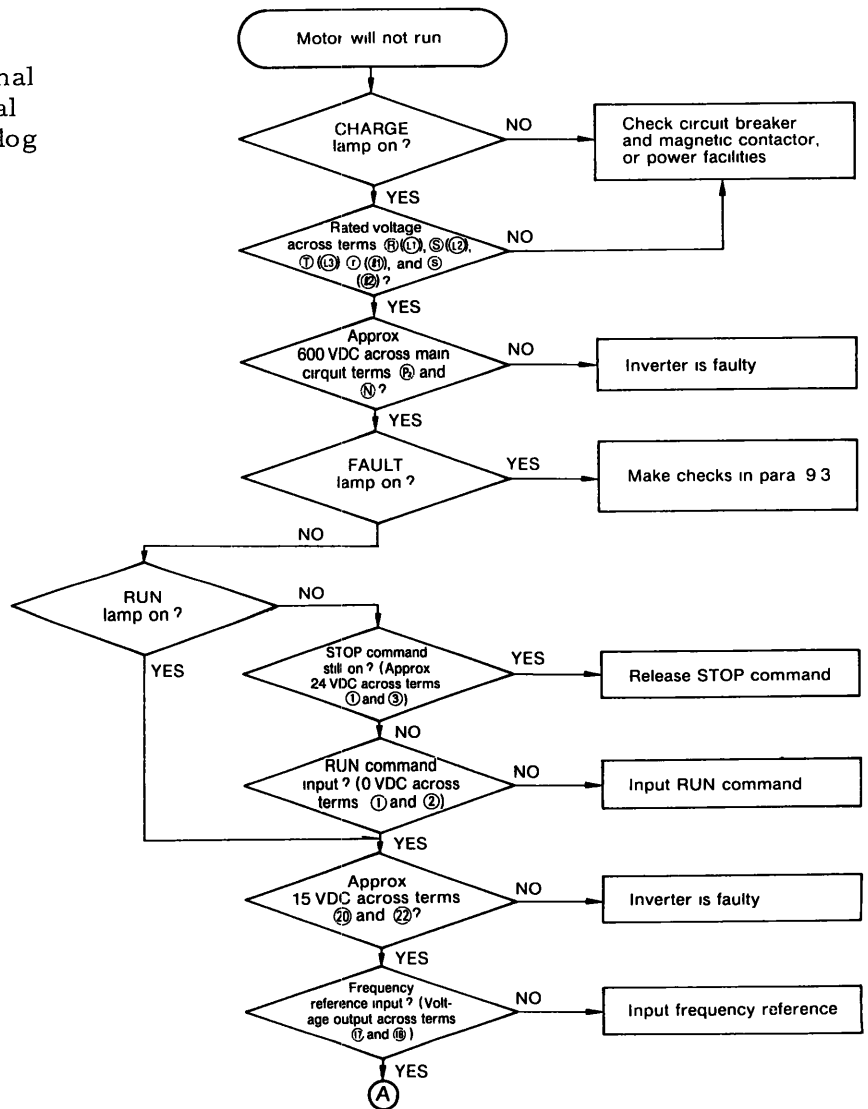 nal
al
log
Motor will not run
CHARGE
lamp on ?
NO
Check circuit breaker
and magnetic contactor,
or power facilities
YES
Rated voltage
across terms Ⓡ(L1), Ⓢ(L2),
Ⓣ(L3) ⓡ(ℓ1), and ⓢ
(ℓ2)?
NO
YES
Approx
600 VDC across main
cirquit terms P₂ and
Ⓝ?
NO
Inverter is faulty
YES
FAULT
lamp on ?
YES
Make checks in para 9 3
NO
RUN
lamp on ?
NO
YES
STOP command
still on ? (Approx
24 VDC across terms
① and ③)
YES
Release STOP command
NO
RUN command
input ? (0 VDC across
terms ① and ②)
NO
Input RUN command
YES
Approx
15 VDC across terms
⑳ and ㉒?
NO
Inverter is faulty
YES
Frequency
reference input ? (Volt-
age output across terms
⑰ and ⑱)
NO
Input frequency reference
YES
Ⓐ